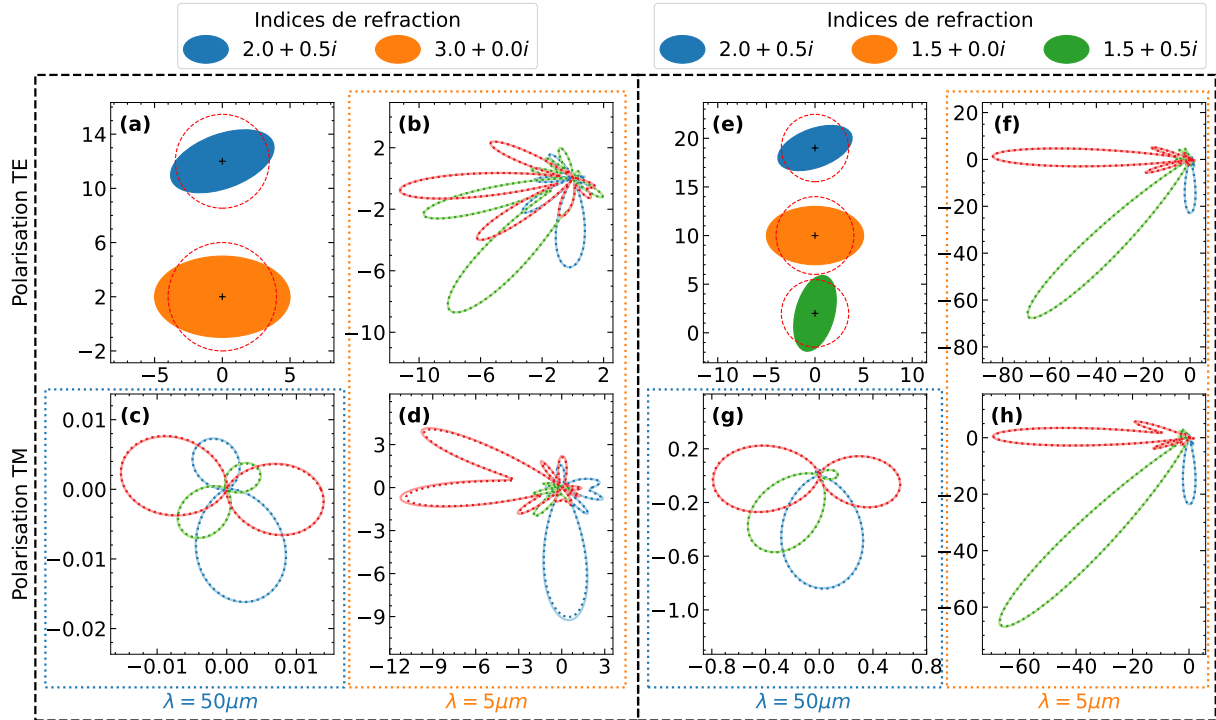 Indices de refraction
2.0 + 0.5i 3.0 + 0.0i
Indices de refraction
2.0 + 0.5i 1.5 + 0.0i 1.5 + 0.5i
Polarisation TE
(a)
14
10
6
2
−2
−5 0 5
(b)
2
−2
−6
−10
−10 −6 −2 2
(e)
20
15
10
5
0
−10 −5 0 5 10
(f)
20
0
−20
−40
−60
−80
−80 −60 −40 −20 0
Polarisation TM
(c)
0.01
0.00
−0.01
−0.02
−0.01 0.00 0.01
(d)
3
0
−3
−6
−9
−12 −9 −6 −3 0 3
(g)
0.2
−0.2
−0.6
−1.0
−0.8 −0.4 0.0 0.4 0.8
(h)
0
−20
−40
−60
−60 −40 −20 0
λ = 50μm λ = 5μm λ = 50μm λ = 5μm